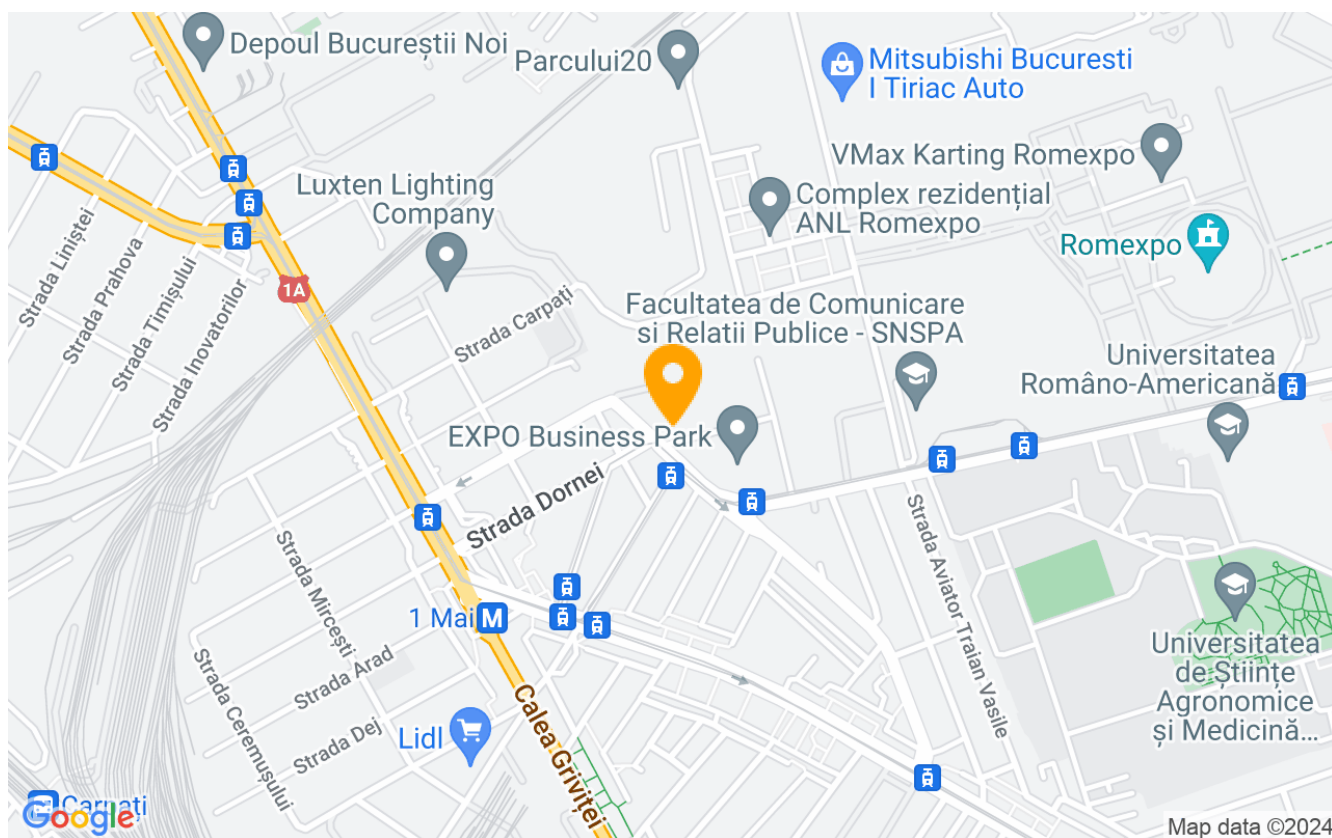 Depoul Bucureștii Noi
Parcului20
Mitsubishi Bucuresti
I Tiriac Auto
VMax Karting Romexpo
Luxten Lighting
Company
Complex rezidențial
ANL Romexpo
Romexpo
Strada Liniștei
Strada Prahova
Strada Timișului
Strada Inovatorilor
1A
Strada Carpați
Facultatea de Comunicare
si Relatii Publice - SNSPA
Universitatea
Româno-Americană
EXPO Business Park
Strada Dornei
Strada Mircești
Strada Aviator Traian Vasile
1 Mai
M
Strada Arad
Strada Ceremușului
Strada Dej
Lidl
Calea Griviței
Universitatea
de Științe
Agronomice
și Medicină...
Carpați
Google
Map data ©2024